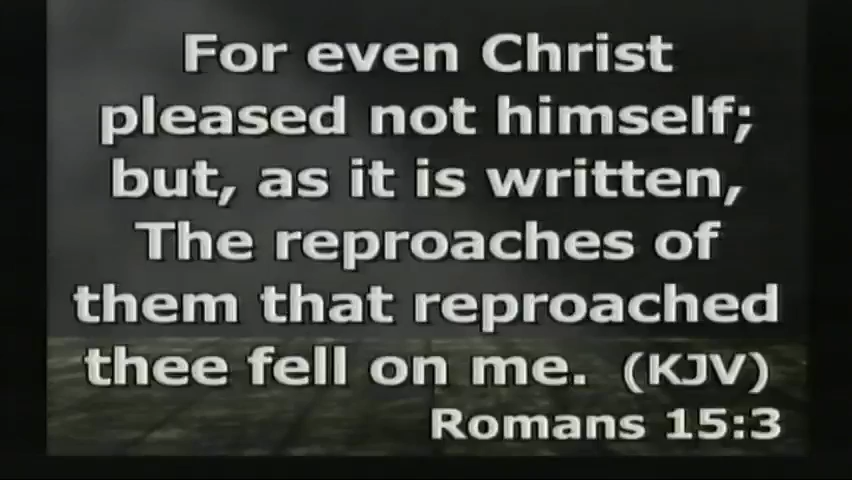 For even Christ
pleased not himself;
but, as it is written,
The reproaches of
them that reproached
thee fell on me. (KJV)
Romans 15:3